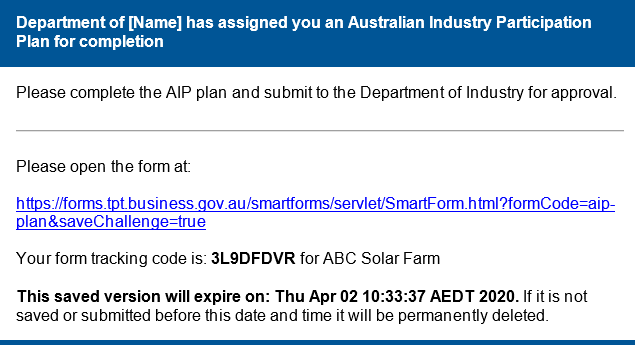 Department of [Name] has assigned you an Australian Industry Participation
Plan for completion
Please complete the AIP plan and submit to the Department of Industry for approval.
Please open the form at:
https://forms.tpt.business.gov.au/smartforms/servlet/SmartForm.html?formCode=aip-
plan&saveChallenge=true
Your form tracking code is: 3L9DFDVR for ABC Solar Farm
This saved version will expire on: Thu Apr 02 10:33:37 AEDT 2020. If it is not
saved or submitted before this date and time it will be permanently deleted.